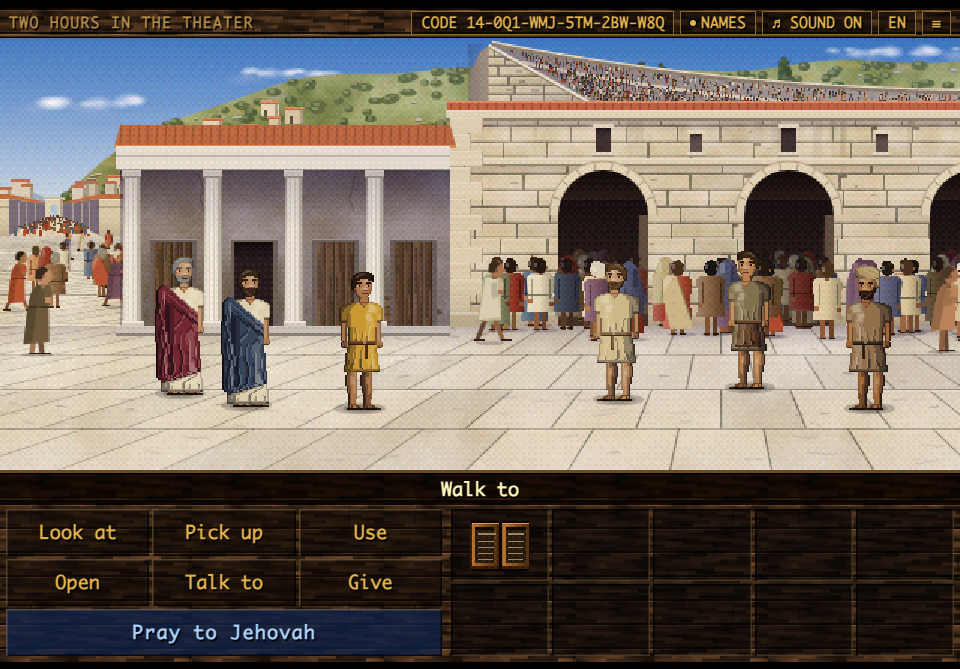 TWO HOURS IN THE THEATER
CODE 14-0Q1-WMJ-5TM-2BW-W8Q
• NAMES
♬ SOUND ON
EN
≡
Walk to
Look at
Pick up
Use
Open
Talk to
Give
Pray to Jehovah